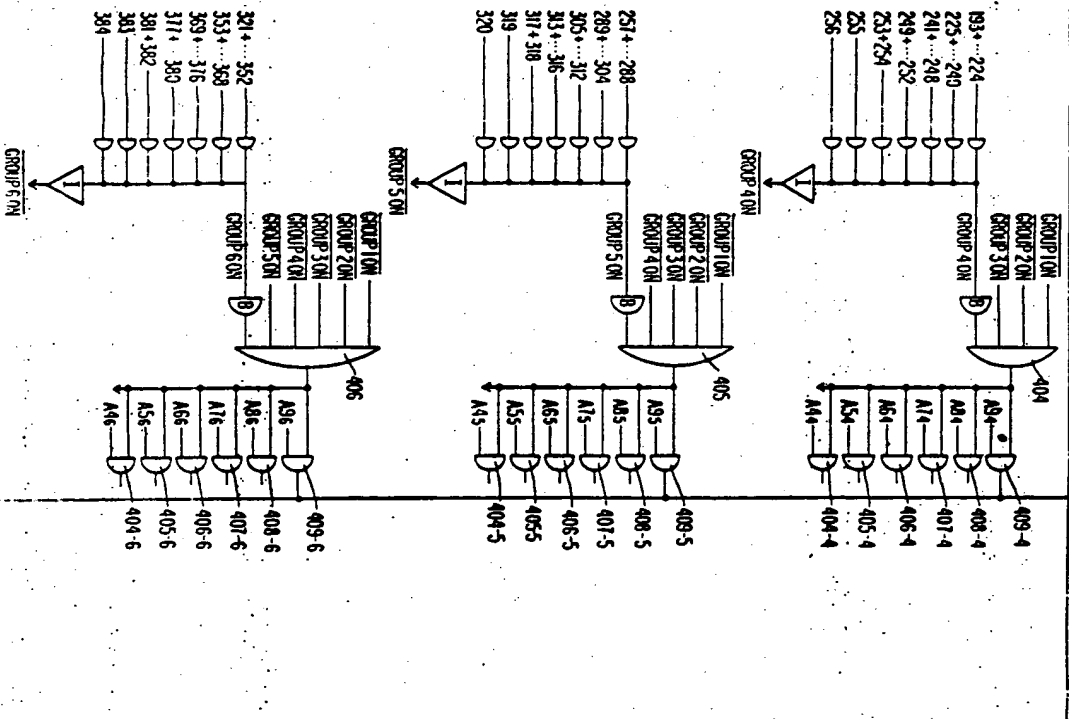 193+...224
225+...240
241+...248
249+...252
253+254
255
256
I
GROUP 4 ON
GROUP 1 ON
GROUP 2 ON
GROUP 3 ON
GROUP 4 ON
B
404
A94
A84
A74
A64
A54
A44
409-4
408-4
407-4
406-4
405-4
404-4
257+...288
289+...304
305+...312
313+...316
317+318
319
320
I
GROUP 5 ON
GROUP 1 ON
GROUP 2 ON
GROUP 3 ON
GROUP 4 ON
GROUP 5 ON
B
405
A95
A85
A75
A65
A55
A45
409-5
408-5
407-5
406-5
405-5
404-5
321+...352
353+...368
369+...376
377+...380
381+382
383
384
I
GROUP 6 ON
GROUP 1 ON
GROUP 2 ON
GROUP 3 ON
GROUP 4 ON
GROUP 5 ON
GROUP 6 ON
B
406
A96
A86
A76
A66
A56
A46
409-6
408-6
407-6
406-6
405-6
404-6